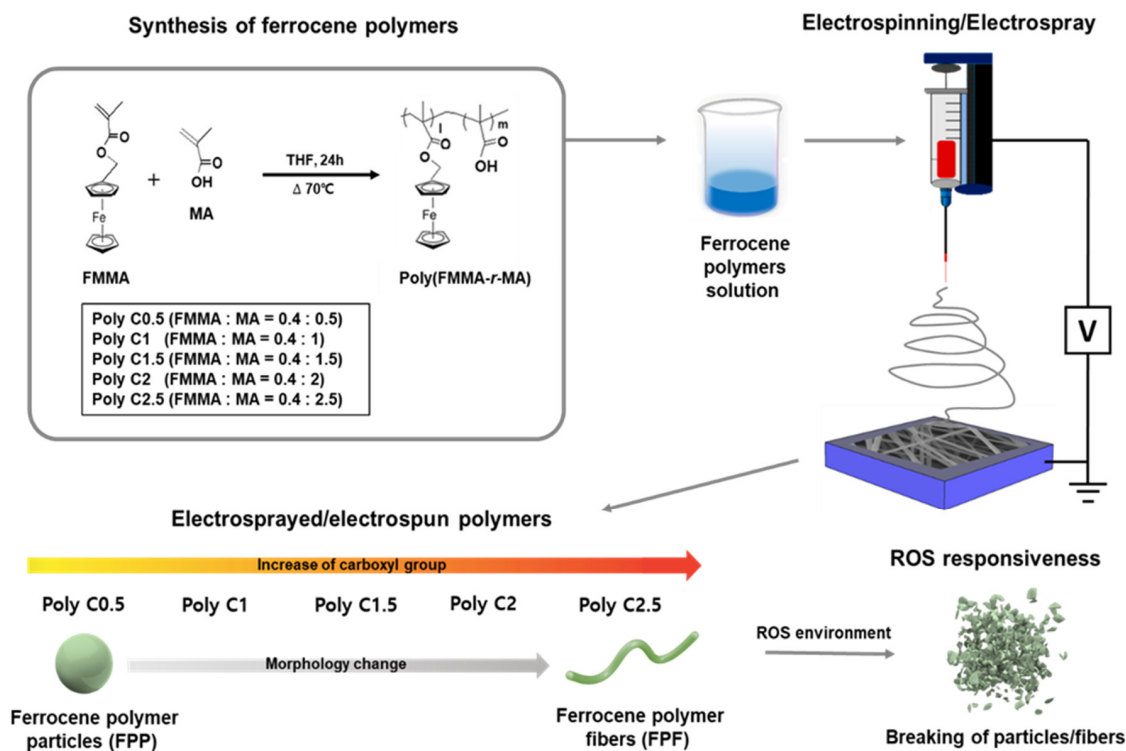 Synthesis of ferrocene polymers
O
O
Fe
FMMA
+
O
OH
MA
THF, 24h
Δ 70℃
l
m
O
O
O
OH
Fe
Poly(FMMA-r-MA)
Poly C0.5 (FMMA : MA = 0.4 : 0.5)
Poly C1 (FMMA : MA = 0.4 : 1)
Poly C1.5 (FMMA : MA = 0.4 : 1.5)
Poly C2 (FMMA : MA = 0.4 : 2)
Poly C2.5 (FMMA : MA = 0.4 : 2.5)
Ferrocene
polymers
solution
Electrospinning/Electrospray
V
Electrosprayed/electrospun polymers
Increase of carboxyl group
Poly C0.5 Poly C1 Poly C1.5 Poly C2 Poly C2.5
Morphology change
Ferrocene polymer
particles (FPP)
Ferrocene polymer
fibers (FPF)
ROS environment
ROS responsiveness
Breaking of particles/fibers